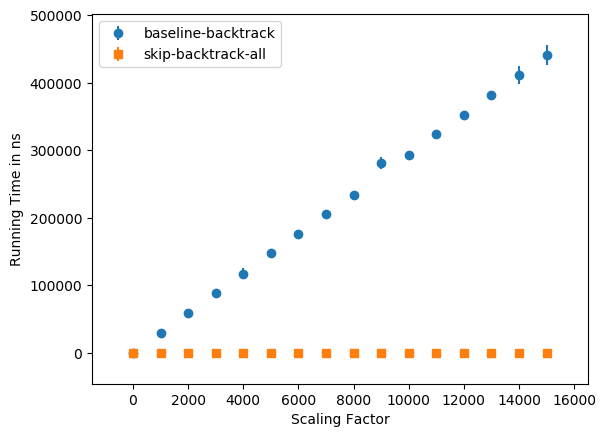 500000
400000
300000
200000
100000
0
Running Time in ns
baseline-backtrack
skip-backtrack-all
0 2000 4000 6000 8000 10000 12000 14000 16000
Scaling Factor